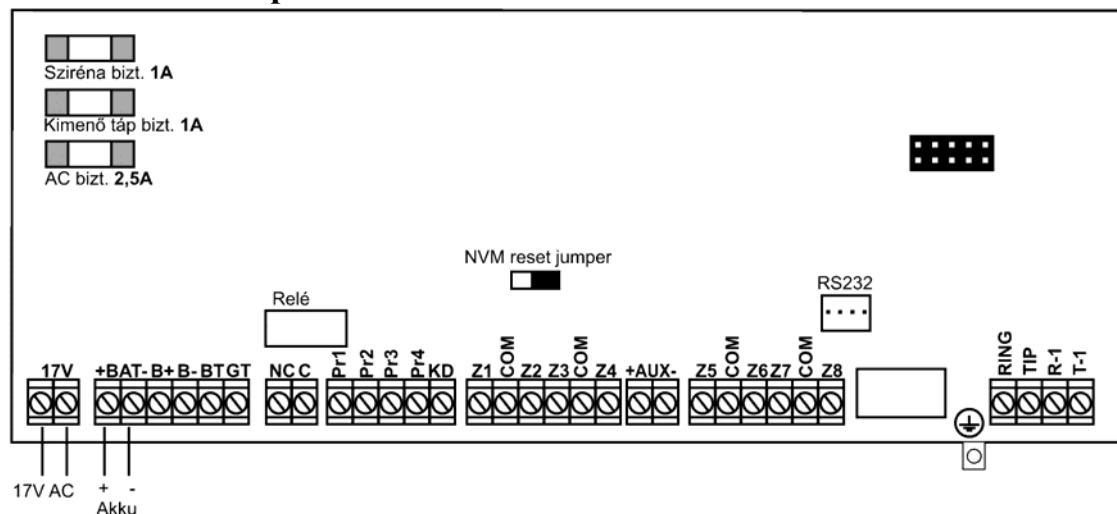 Sziréna bizt. 1A
Kimenő táp bizt. 1A
AC bizt. 2,5A
NVM reset jumper
RS232
Relé
17V +BAT- B+ B- BT GT NC C Pr1 Pr2 Pr3 Pr4 KD Z1 COM Z2 Z3 COM Z4 +AUX- Z5 COM Z6 Z7 COM Z8 RING TIP R-1 T-1
17V AC + -
Akku